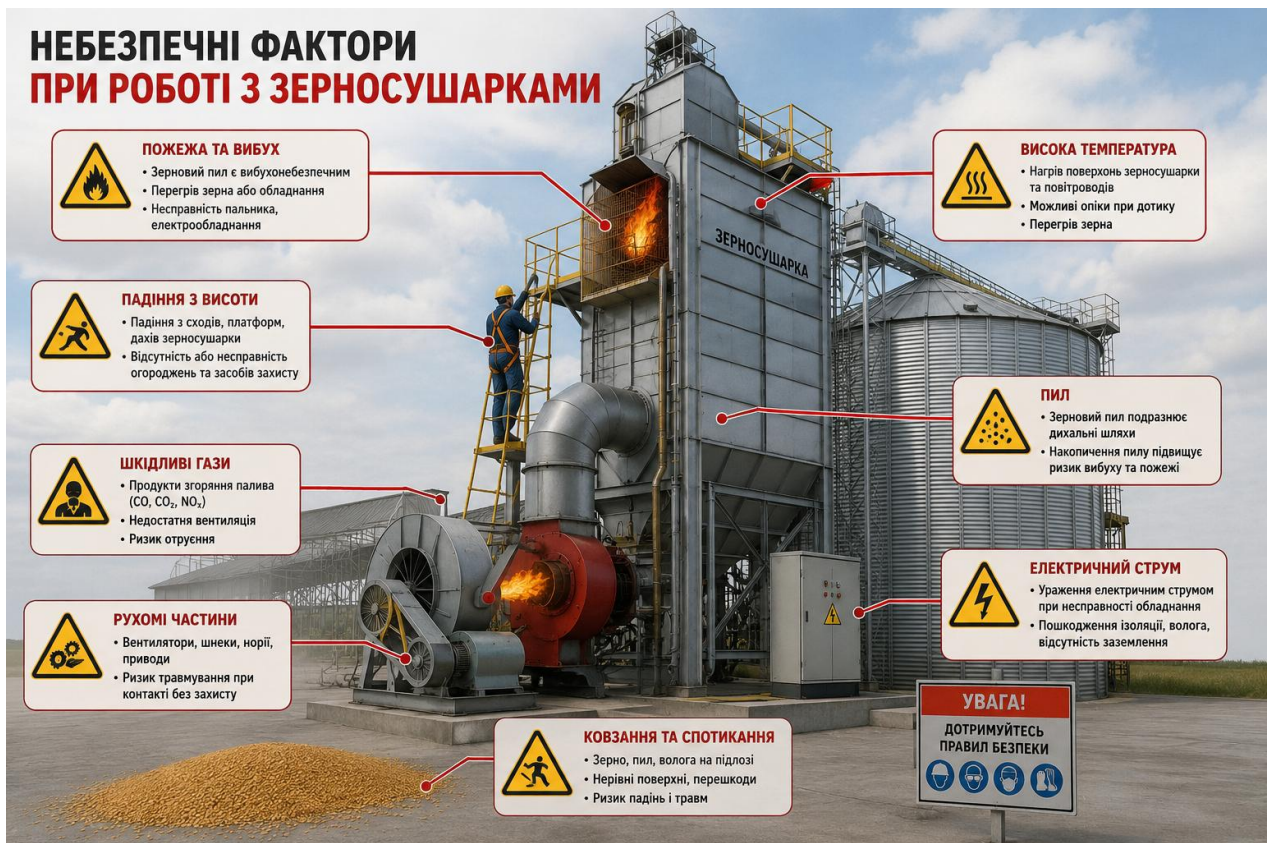 НЕБЕЗПЕЧНІ ФАКТОРИ
ПРИ РОБОТІ З ЗЕРНОСУШАРКАМИ
ПОЖЕЖА ТА ВИБУХ
• Зерновий пил є вибухонебезпечним
• Перегрів зерна або обладнання
• Несправність пальника,
електрообладнання
ВИСОКА ТЕМПЕРАТУРА
• Нагрів поверхонь зерносушарки
та повітроводів
• Можливі опіки при дотику
• Перегрів зерна
ЗЕРНОСУШАРКА
ПАДІННЯ З ВИСОТИ
• Падіння з сходів, платформ,
дахів зерносушарки
• Відсутність або несправність
огороджень та засобів захисту
ПИЛ
• Зерновий пил подразнює
дихальні шляхи
• Накопичення пилу підвищує
ризик вибуху та пожежі
ШКІДЛИВІ ГАЗИ
• Продукти згоряння палива
(CO, CO₂, NOₓ)
• Недостатня вентиляція
• Ризик отруєння
ЕЛЕКТРИЧНИЙ СТРУМ
• Ураження електричним струмом
при несправності обладнання
• Пошкодження ізоляції, волога,
відсутність заземлення
РУХОМІ ЧАСТИНИ
• Вентилятори, шнеки, норії,
приводи
• Ризик травмування при
контакті без захисту
КОВЗАННЯ ТА СПОТИКАННЯ
• Зерно, пил, волога на підлозі
• Нерівні поверхні, перешкоди
• Ризик падінь і травм
УВАГА!
ДОТРИМУЙТЕСЬ
ПРАВИЛ БЕЗПЕКИ